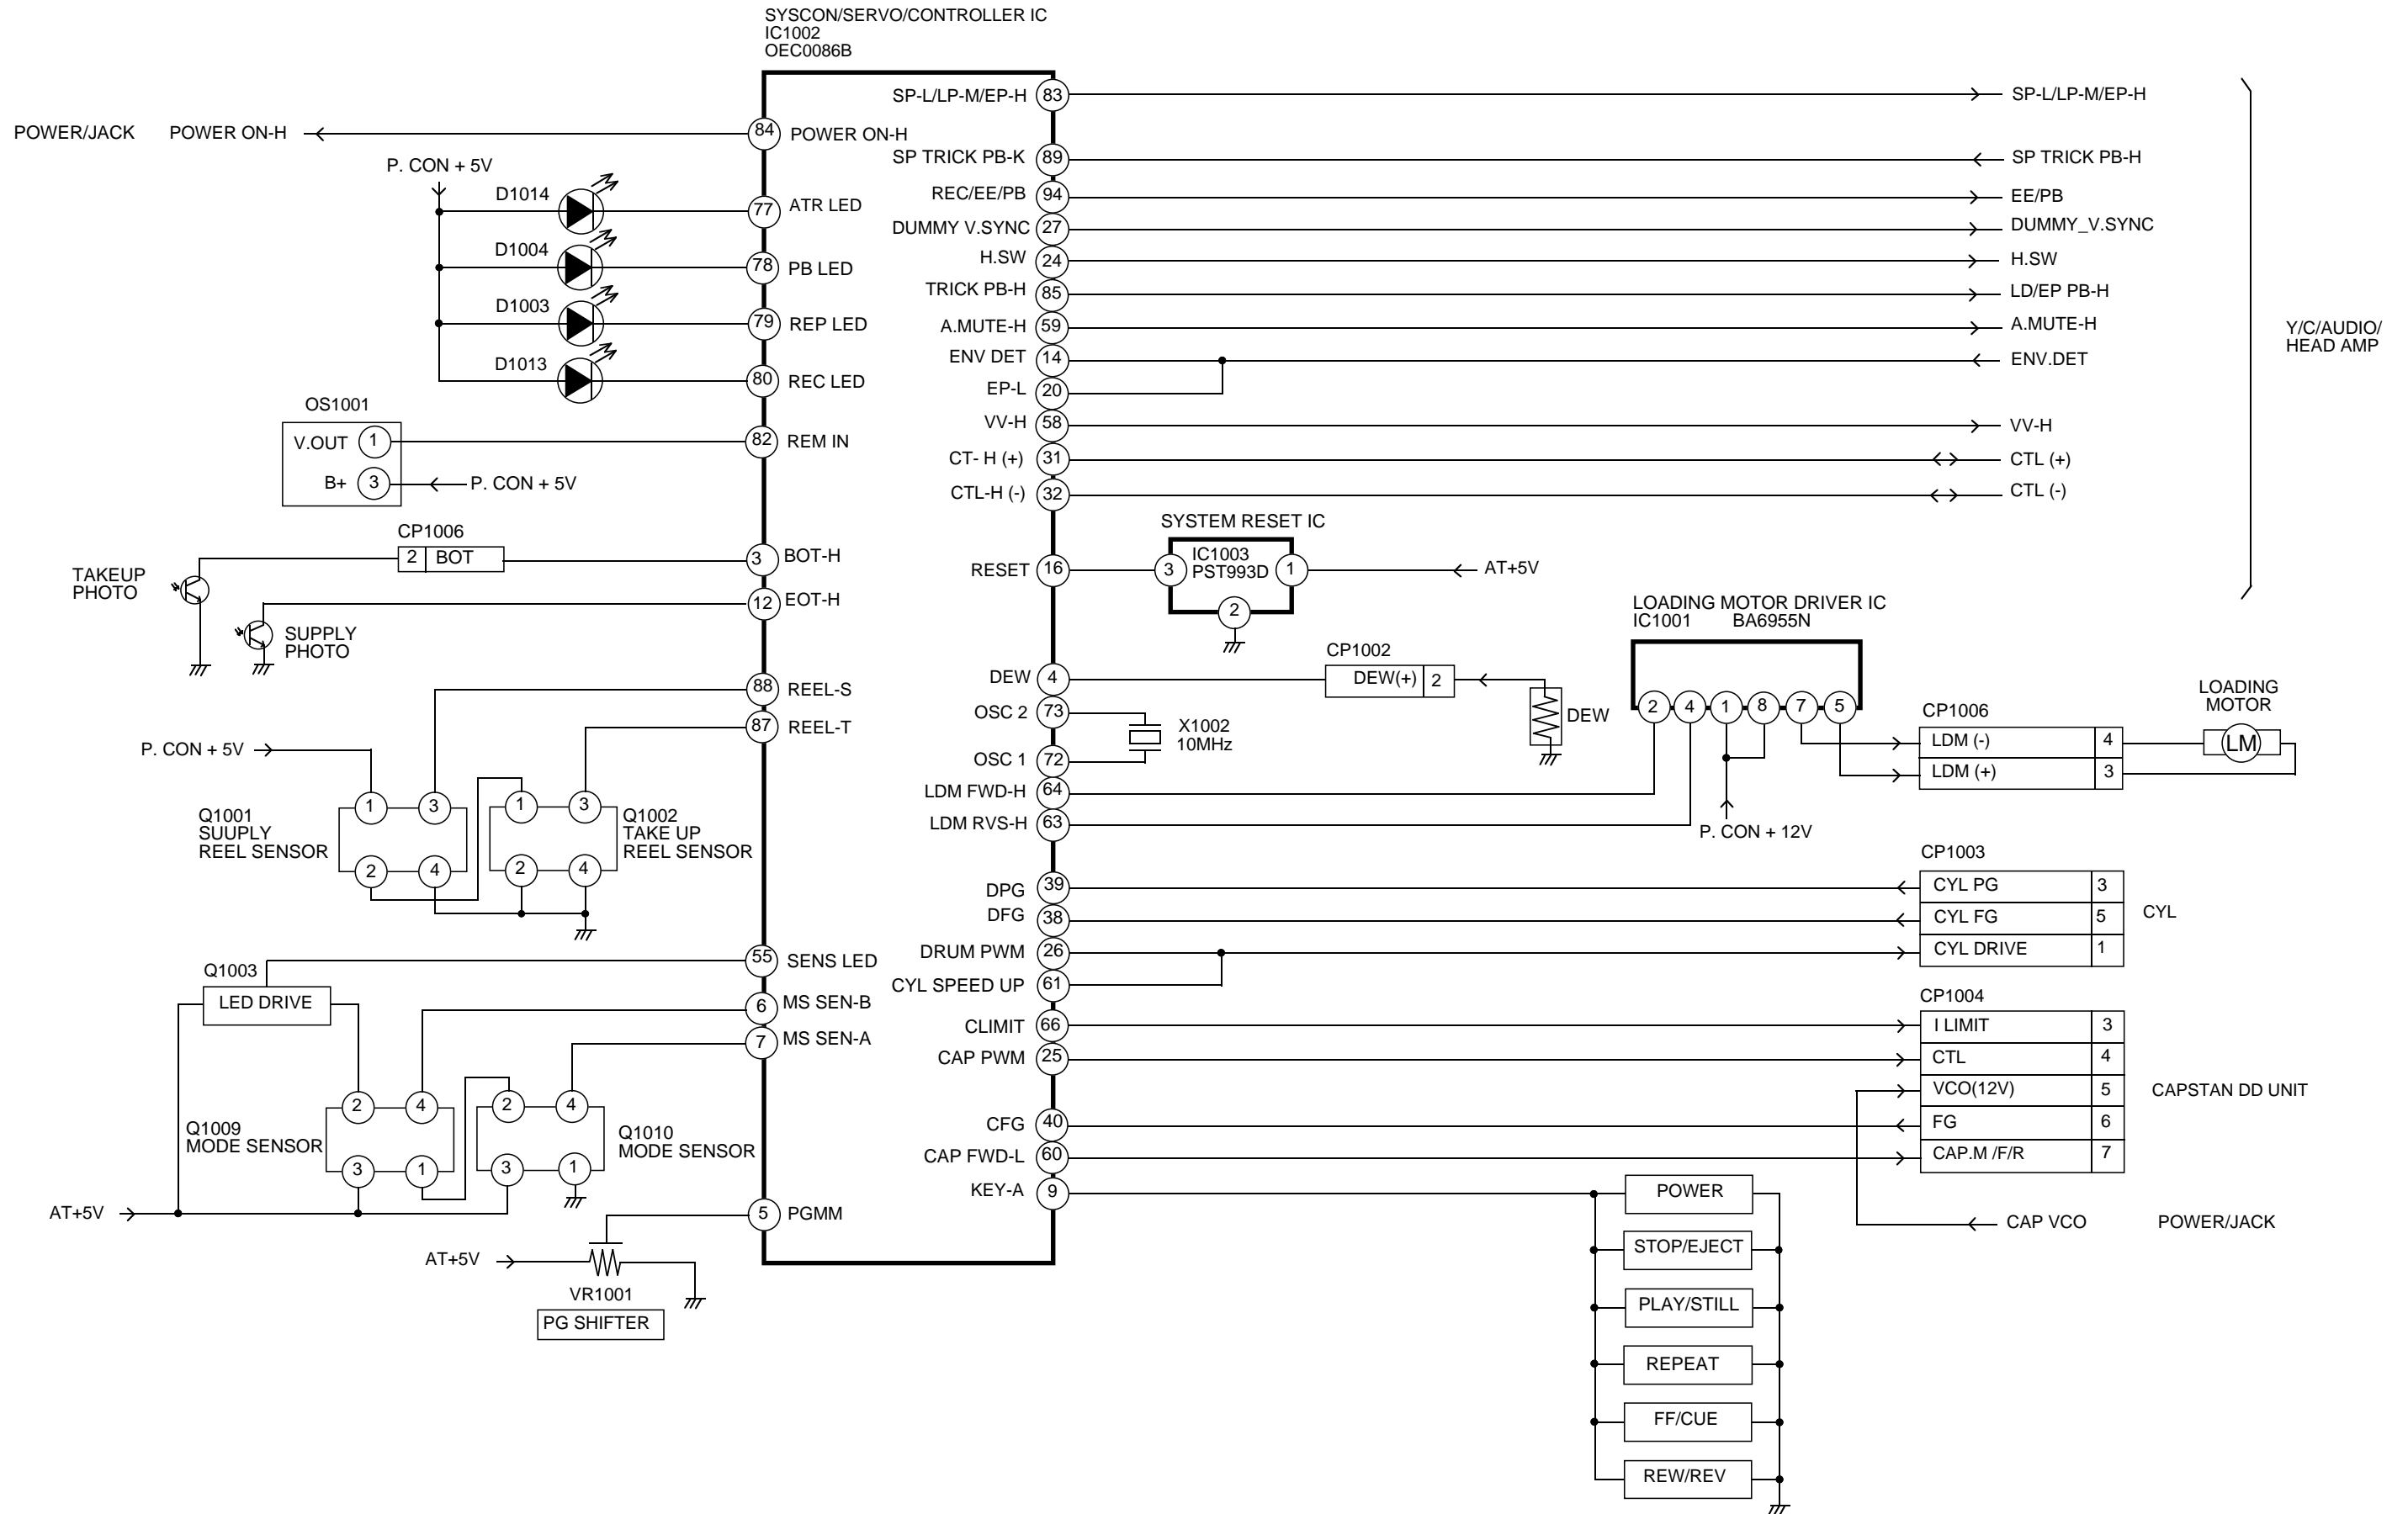 SYSCON/SERVO/CONTROLLER IC
IC1002
OEC0086B
POWER/JACK
POWER ON-H
84
POWER ON-H
P. CON + 5V
D1014
77
ATR LED
D1004
78
PB LED
D1003
79
REP LED
D1013
80
REC LED
OS1001
V.OUT
1
B+
3
P. CON + 5V
82
REM IN
CP1006
2
BOT
3
BOT-H
TAKEUP
PHOTO
12
EOT-H
SUPPLY
PHOTO
88
REEL-S
87
REEL-T
P. CON + 5V
1
3
2
4
Q1001
SUUPLY
REEL SENSOR
1
3
2
4
Q1002
TAKE UP
REEL SENSOR
55
SENS LED
Q1003
LED DRIVE
6
MS SEN-B
7
MS SEN-A
2
4
3
1
Q1009
MODE SENSOR
2
4
3
1
Q1010
MODE SENSOR
AT+5V
5
PGMM
AT+5V
VR1001
PG SHIFTER
SP-L/LP-M/EP-H
83
SP-L/LP-M/EP-H
SP TRICK PB-K
89
SP TRICK PB-H
REC/EE/PB
94
EE/PB
DUMMY V.SYNC
27
DUMMY_V.SYNC
H.SW
24
H.SW
TRICK PB-H
85
LD/EP PB-H
A.MUTE-H
59
A.MUTE-H
ENV DET
14
ENV.DET
EP-L
20
VV-H
58
VV-H
CT- H (+)
31
CTL (+)
CTL-H (-)
32
CTL (-)
Y/C/AUDIO/
HEAD AMP
SYSTEM RESET IC
RESET
16
3
IC1003
PST993D
1
2
AT+5V
DEW
4
CP1002
DEW(+)
2
DEW
OSC 2
73
X1002
10MHz
OSC 1
72
LOADING MOTOR DRIVER IC
IC1001
BA6955N
2
4
1
8
7
5
P. CON + 12V
CP1006
LDM (-)
4
LDM (+)
3
LOADING
MOTOR
LM
LDM FWD-H
64
LDM RVS-H
63
CP1003
DPG
39
CYL PG
3
DFG
38
CYL FG
5
CYL
DRUM PWM
26
CYL DRIVE
1
CYL SPEED UP
61
CP1004
CLIMIT
66
I LIMIT
3
CAP PWM
25
CTL
4
VCO(12V)
5
CAPSTAN DD UNIT
CFG
40
FG
6
CAP FWD-L
60
CAP.M /F/R
7
KEY-A
9
CAP VCO
POWER/JACK
POWER
STOP/EJECT
PLAY/STILL
REPEAT
FF/CUE
REW/REV